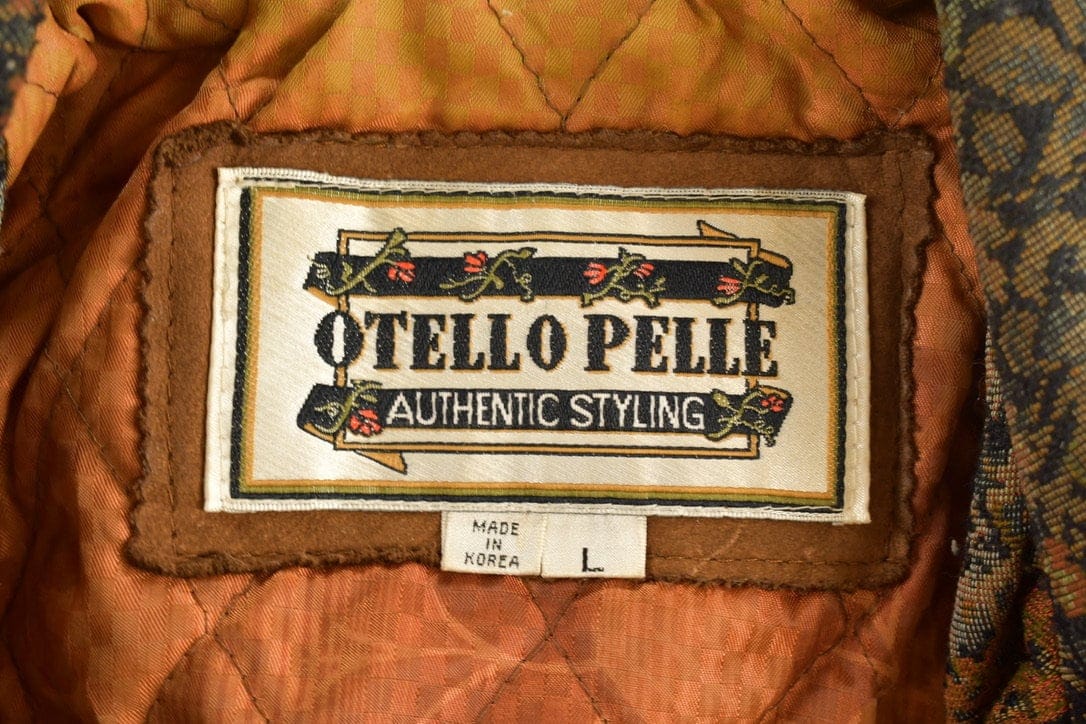 OTELLO PELLE
AUTHENTIC STYLING
MADE
IN
KOREA
L